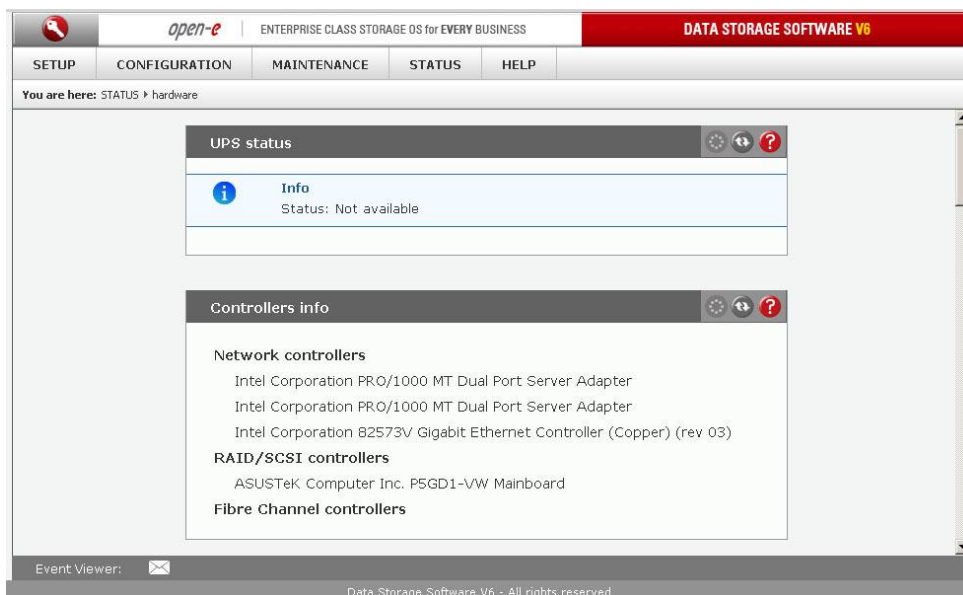 open-e ENTERPRISE CLASS STORAGE OS for EVERY BUSINESS DATA STORAGE SOFTWARE V6
SETUP CONFIGURATION MAINTENANCE STATUS HELP
You are here: STATUS hardware
UPS status
?
i Info
Status: Not available
Controllers info
?
Network controllers
Intel Corporation PRO/1000 MT Dual Port Server Adapter
Intel Corporation PRO/1000 MT Dual Port Server Adapter
Intel Corporation 82573V Gigabit Ethernet Controller (Copper) (rev 03)
RAID/SCSI controllers
ASUSTeK Computer Inc. P5GD1-VW Mainboard
Fibre Channel controllers
Event Viewer:
Data Storage Software V6 - All rights reserved